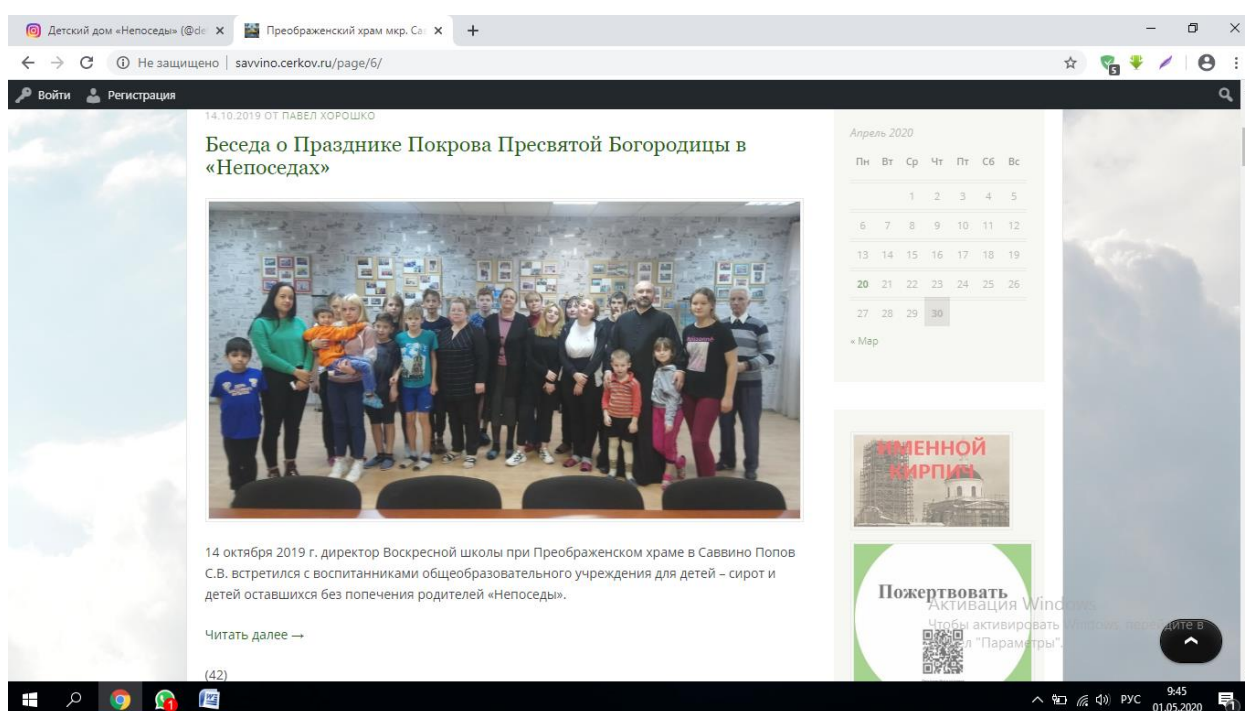 Детский дом «Непоседы» (@de
Преображенский храм мкр. Са
Не защищено | savvino.cerkov.ru/page/6/
Войти Регистрация
14.10.2019 ОТ ПАВЕЛ ХОРОШКО
Беседа о Празднике Покрова Пресвятой Богородицы в
«Непоседах»
14 октября 2019 г. директор Воскресной школы при Преображенском храме в Саввино Попов
С.В. встретился с воспитанниками общеобразовательного учреждения для детей – сирот и
детей оставшихся без попечения родителей «Непоседы».
Читать далее →
(42)
Апрель 2020
Пн Вт Ср Чт Пт Сб Вс
1 2 3 4 5
6 7 8 9 10 11 12
13 14 15 16 17 18 19
20 21 22 23 24 25 26
27 28 29 30
« Мар
ИМЕННОЙ
КИРПИЧ
Пожертвовать
Активация Windows
Чтобы активировать Windows, перейдите в
"Параметры".
5
1
РУС
9:45
01.05.2020
1